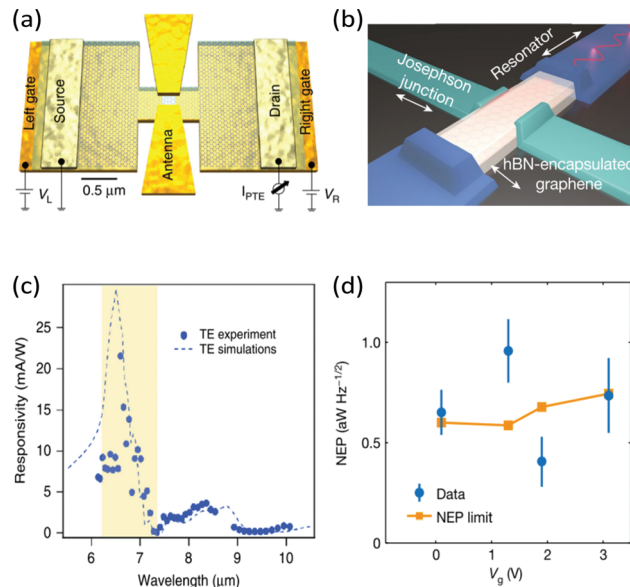 (a)
Left gate
Source
Antenna
Drain
Right gate
0.5 μm
V_L
I_PTE
V_R
(b)
Josephson
junction
Resonator
hBN-encapsulated
graphene
(c)
Responsivity (mA/W)
25
20
15
10
5
0
TE experiment
TE simulations
6
7
8
9
10
Wavelength (μm)
(d)
NEP (aW Hz^-1/2)
1.0
0.5
0
Data
NEP limit
0
1
2
3
V_g (V)